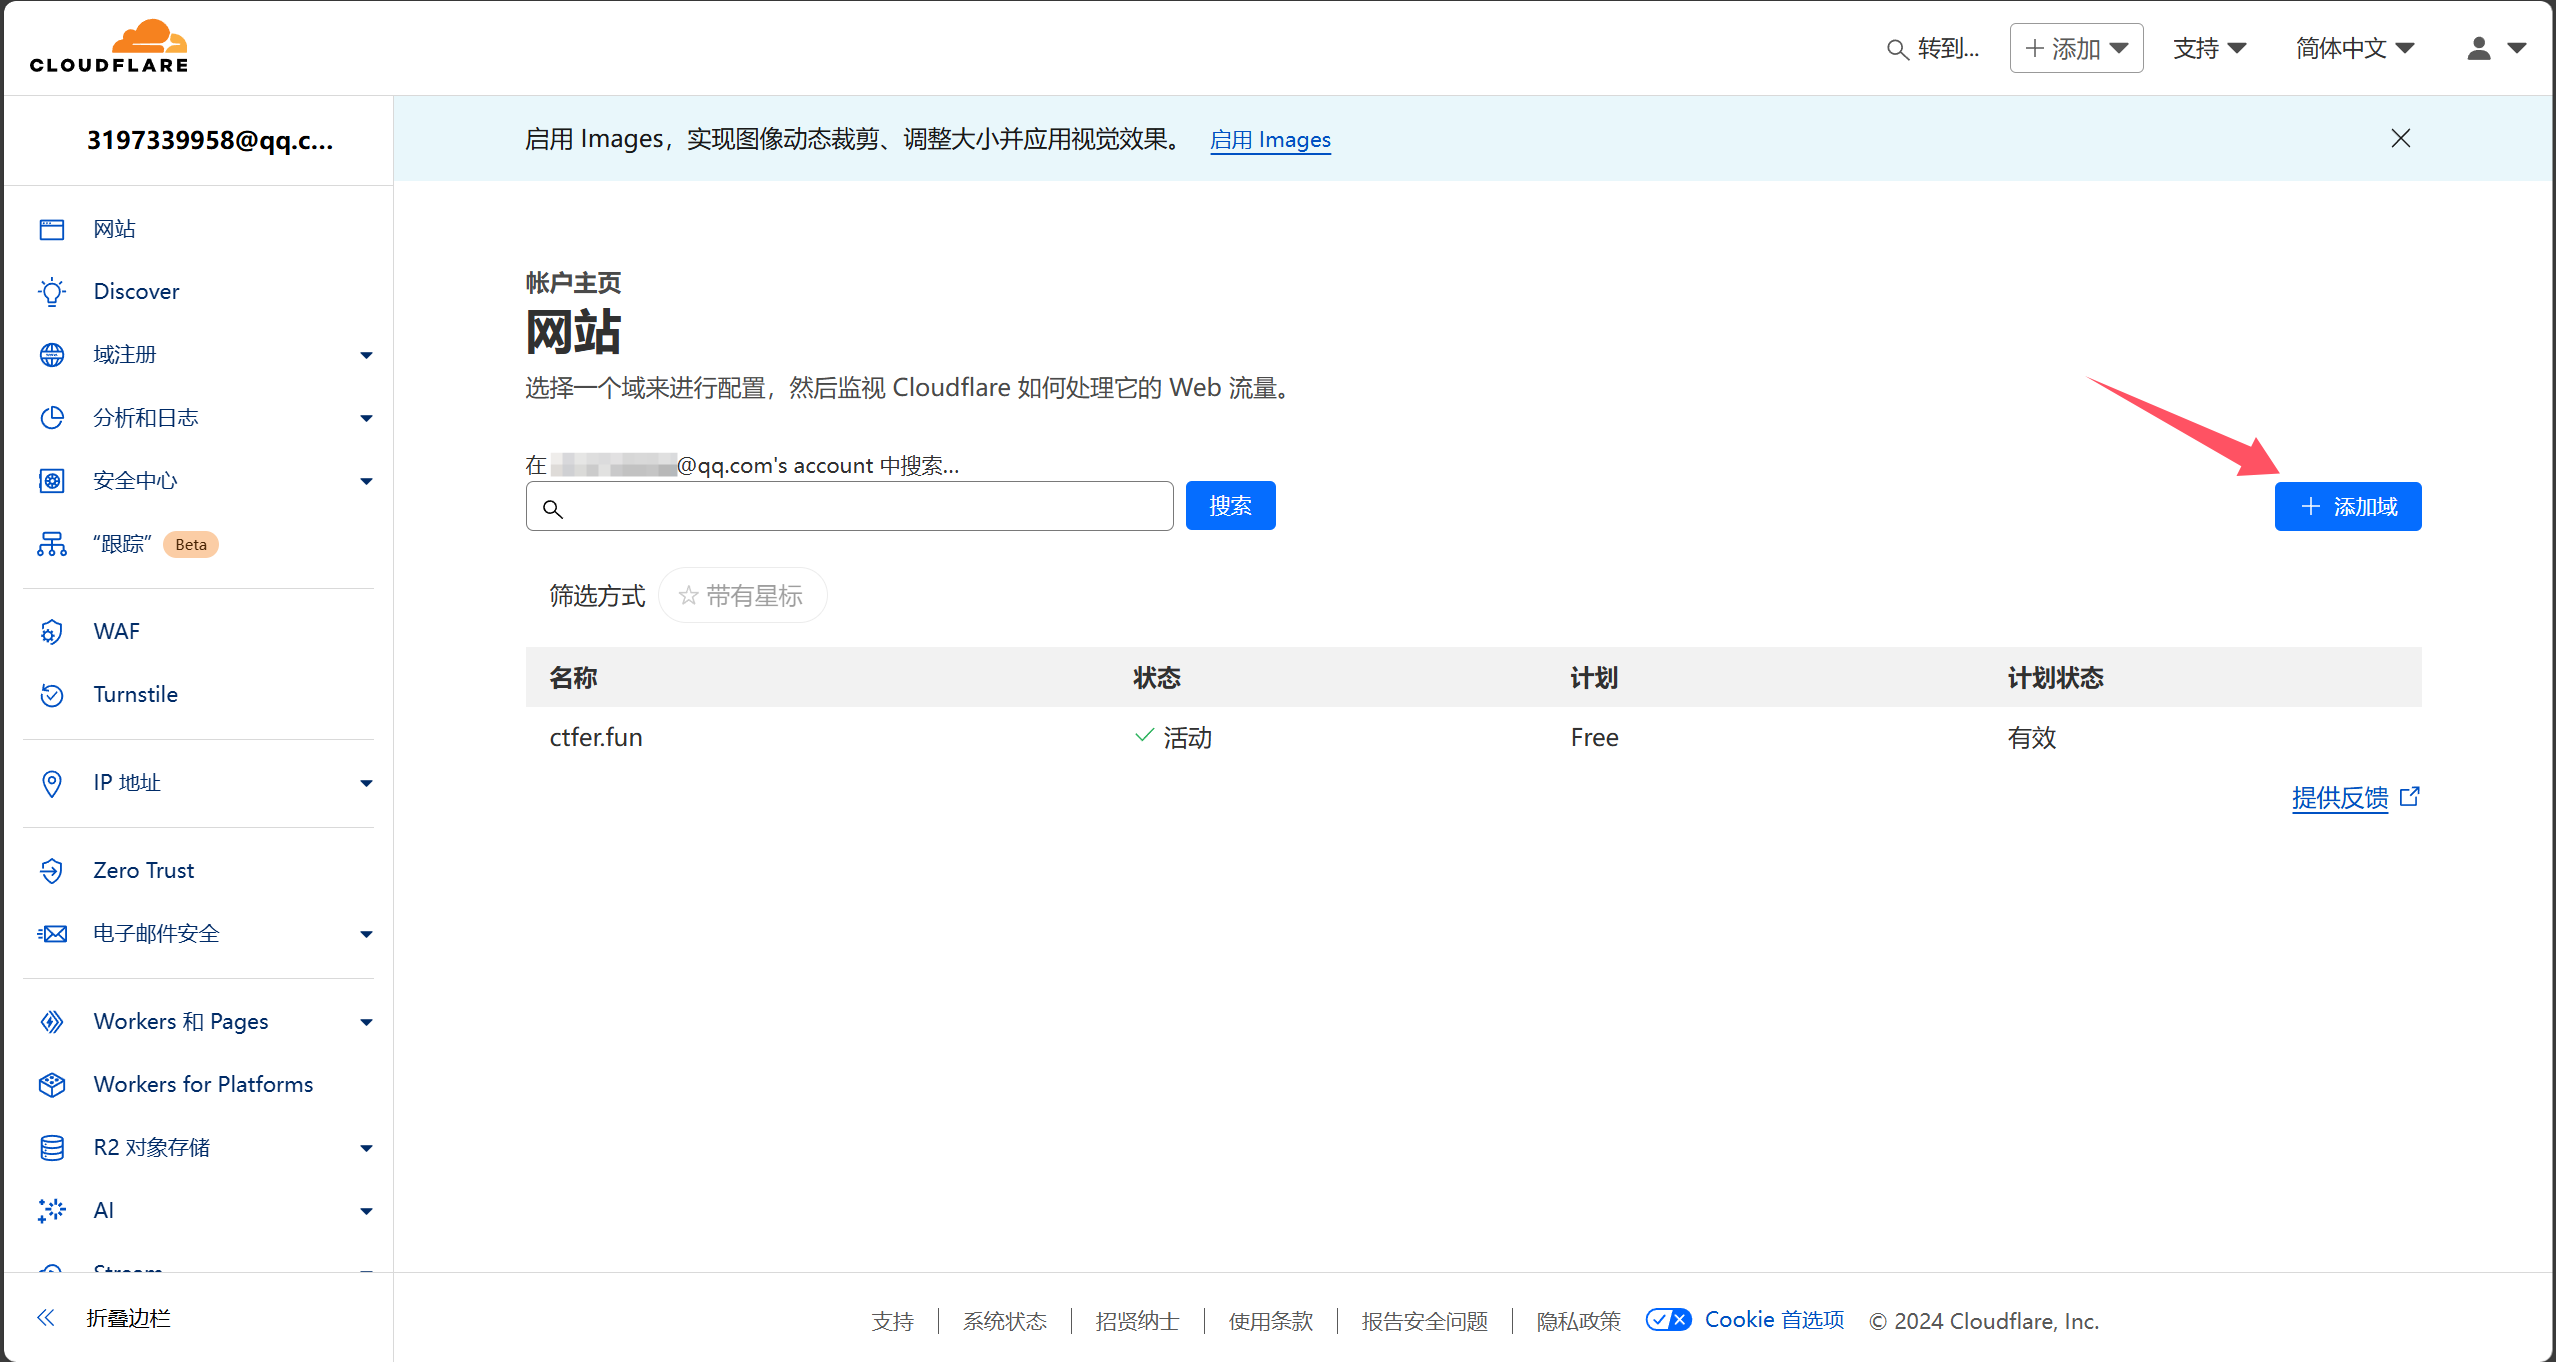 CLOUDFLARE
转到...
添加
支持
简体中文
3197339958@qq.c...
启用 Images，实现图像动态裁剪、调整大小并应用视觉效果。 启用 Images
网站
Discover
域注册
分析和日志
安全中心
“跟踪” Beta
WAF
Turnstile
IP 地址
Zero Trust
电子邮件安全
Workers 和 Pages
Workers for Platforms
R2 对象存储
AI
Stream
折叠边栏
帐户主页
网站
选择一个域来进行配置，然后监视 Cloudflare 如何处理它的 Web 流量。
在 @qq.com's account 中搜索...
搜索
添加域
筛选方式 带有星标
名称 状态 计划 计划状态
ctfer.fun 活动 Free 有效
提供反馈
支持 系统状态 招贤纳士 使用条款 报告安全问题 隐私政策 Cookie 首选项 © 2024 Cloudflare, Inc.